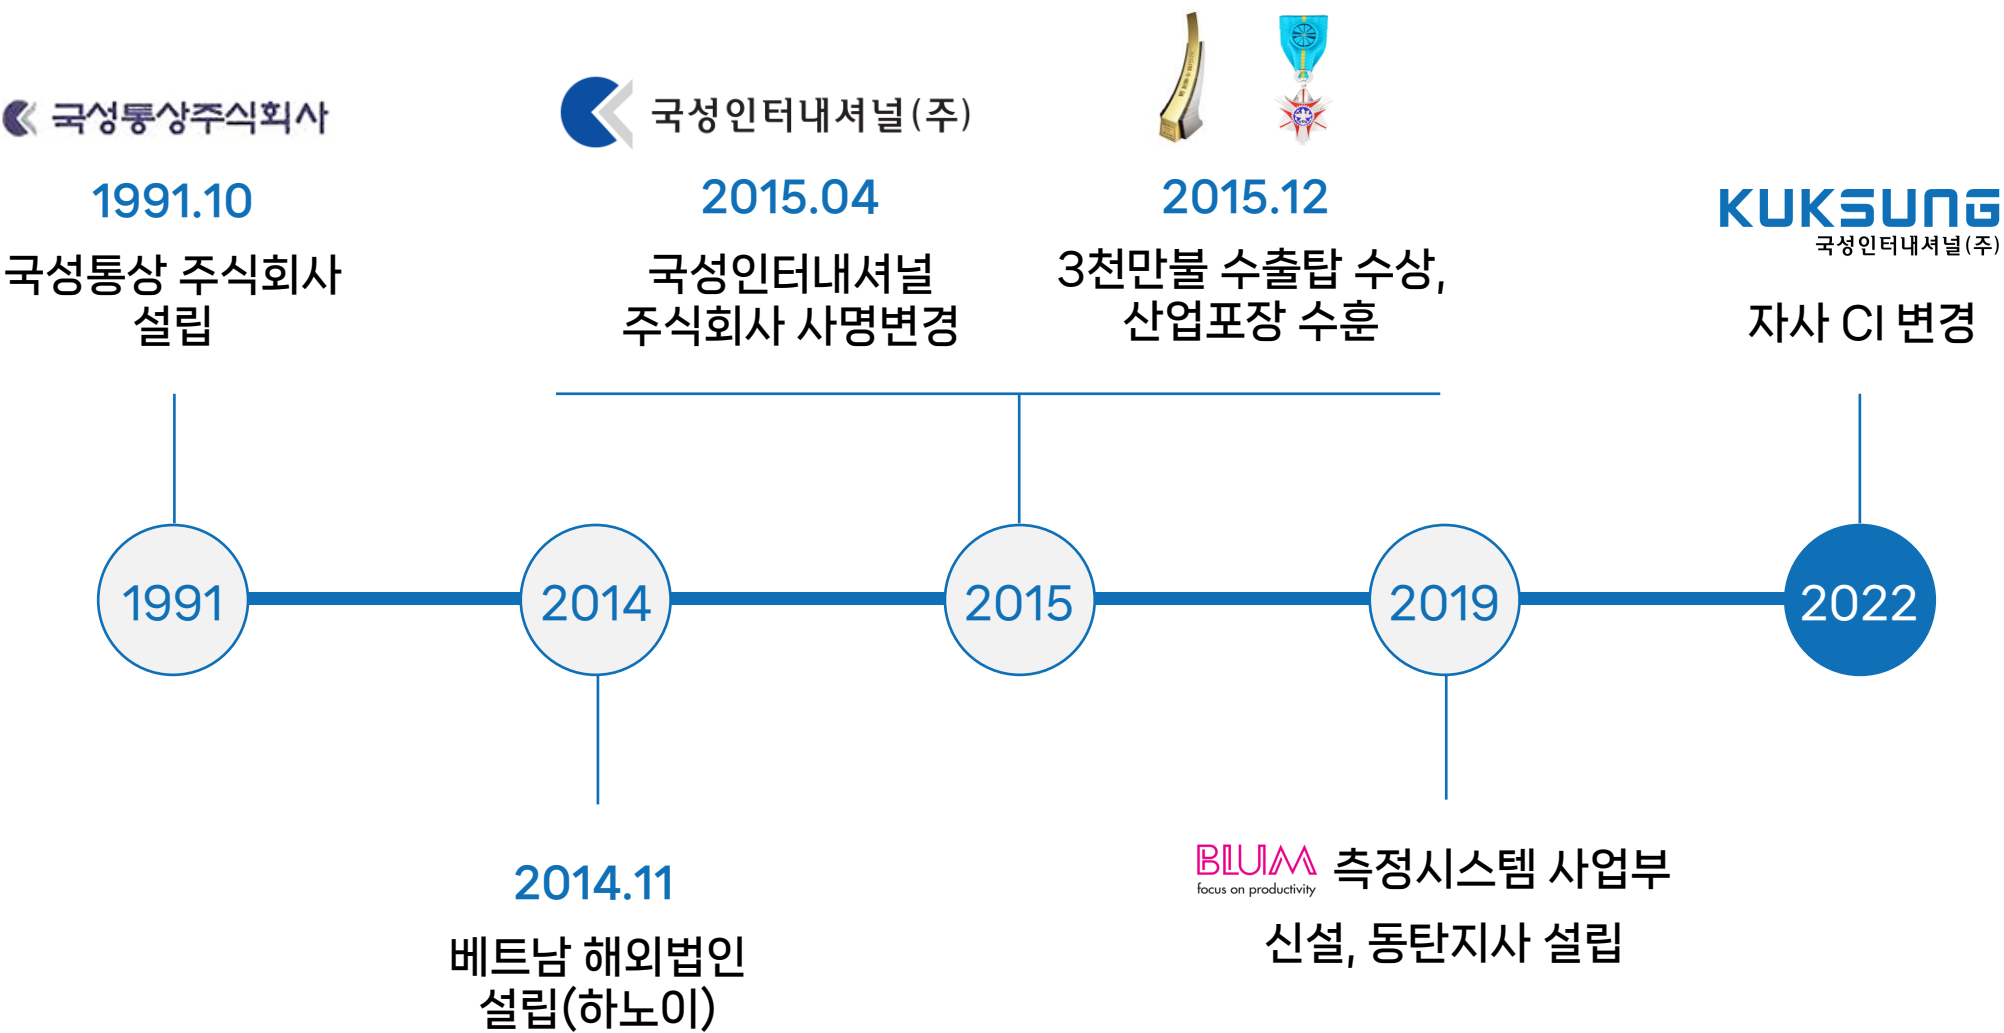 국성통상주식회사
1991.10
국성통상 주식회사
설립
국성인터내셔널(주)
2015.04
국성인터내셔널
주식회사 사명변경
2015.12
3천만불 수출탑 수상,
산업포장 수훈
KUKSUNG
국성인터내셔널(주)
자사 CI 변경
1991
2014
2015
2019
2022
2014.11
베트남 해외법인
설립(하노이)
BLUM 측정시스템 사업부
focus on productivity
신설, 동탄지사 설립